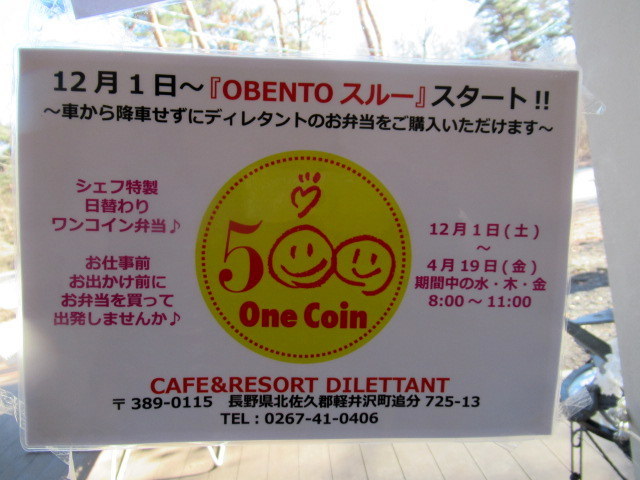 12月1日～『OBENTO スルー』スタート!!
～車から降車せずにディレタントのお弁当をご購入いただけます～
シェフ特製
日替わり
ワンコイン弁当♪
お仕事前
お出かけ前に
お弁当を買って
出発しませんか♪
500
One Coin
12月1日(土)
～
4月19日(金)
期間中の水・木・金
8:00～11:00
CAFE&RESORT DILETTANT
〒389-0115 長野県北佐久郡軽井沢町追分 725-13
TEL：0267-41-0406